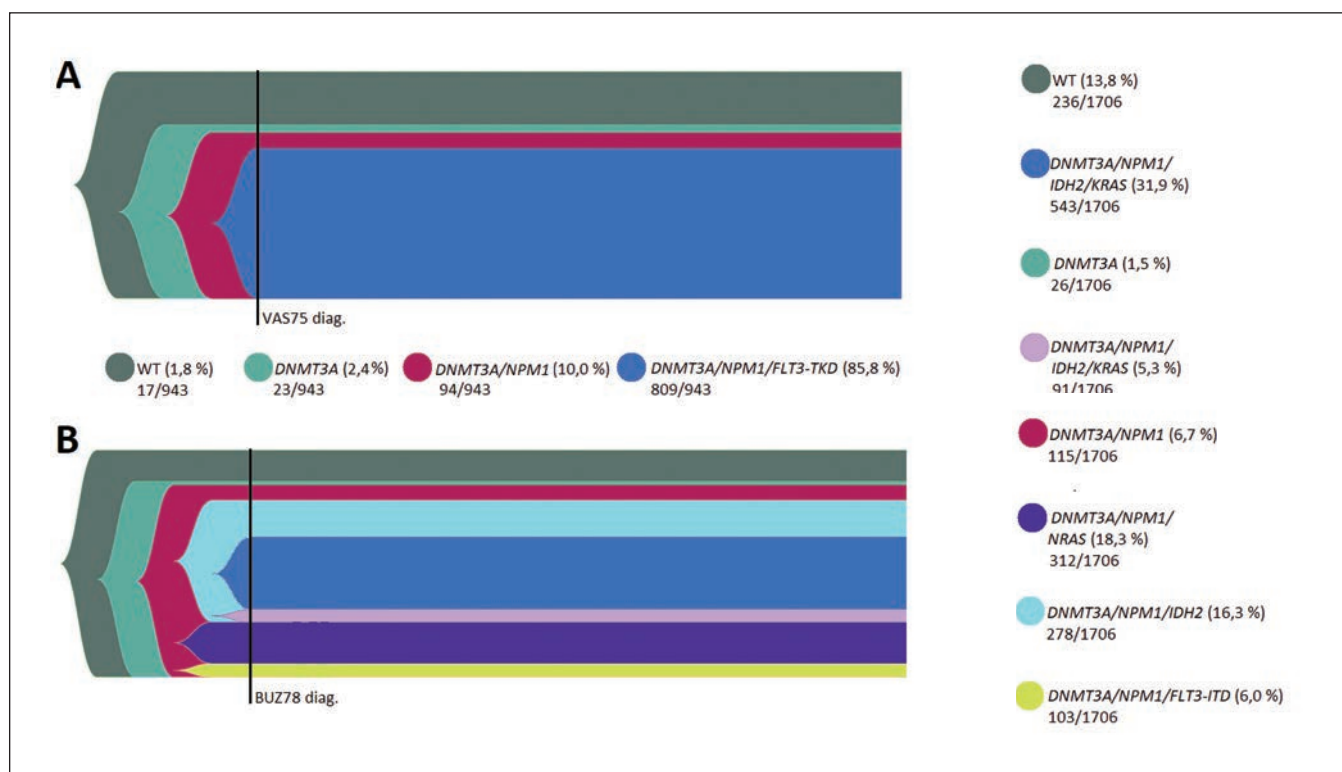 A
VAS75 diag.
WT (1,8 %)
17/943
DNMT3A (2,4 %)
23/943
DNMT3A/NPM1 (10,0 %)
94/943
DNMT3A/NPM1/FLT3-TKD (85,8 %)
809/943
B
BUZ78 diag.
WT (13,8 %)
236/1706
DNMT3A/NPM1/
IDH2/KRAS (31,9 %)
543/1706
DNMT3A (1,5 %)
26/1706
DNMT3A/NPM1/
IDH2/KRAS (5,3 %)
91/1706
DNMT3A/NPM1 (6,7 %)
115/1706
DNMT3A/NPM1/
NRAS (18,3 %)
312/1706
DNMT3A/NPM1/IDH2 (16,3 %)
278/1706
DNMT3A/NPM1/FLT3-ITD (6,0 %)
103/1706